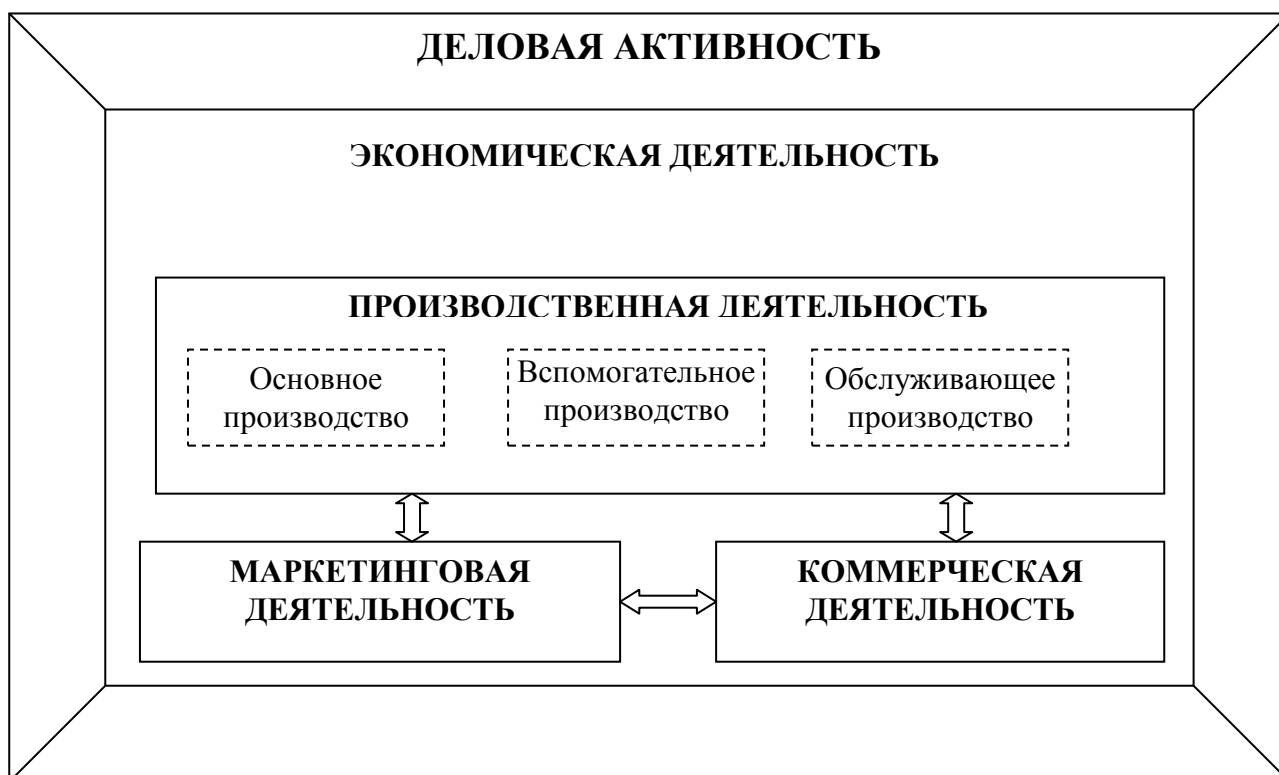 ДЕЛОВАЯ АКТИВНОСТЬ
ЭКОНОМИЧЕСКАЯ ДЕЯТЕЛЬНОСТЬ
ПРОИЗВОДСТВЕННАЯ ДЕЯТЕЛЬНОСТЬ
Основное
производство
Вспомогательное
производство
Обслуживающее
производство
МАРКЕТИНГОВАЯ
ДЕЯТЕЛЬНОСТЬ
КОММЕРЧЕСКАЯ
ДЕЯТЕЛЬНОСТЬ